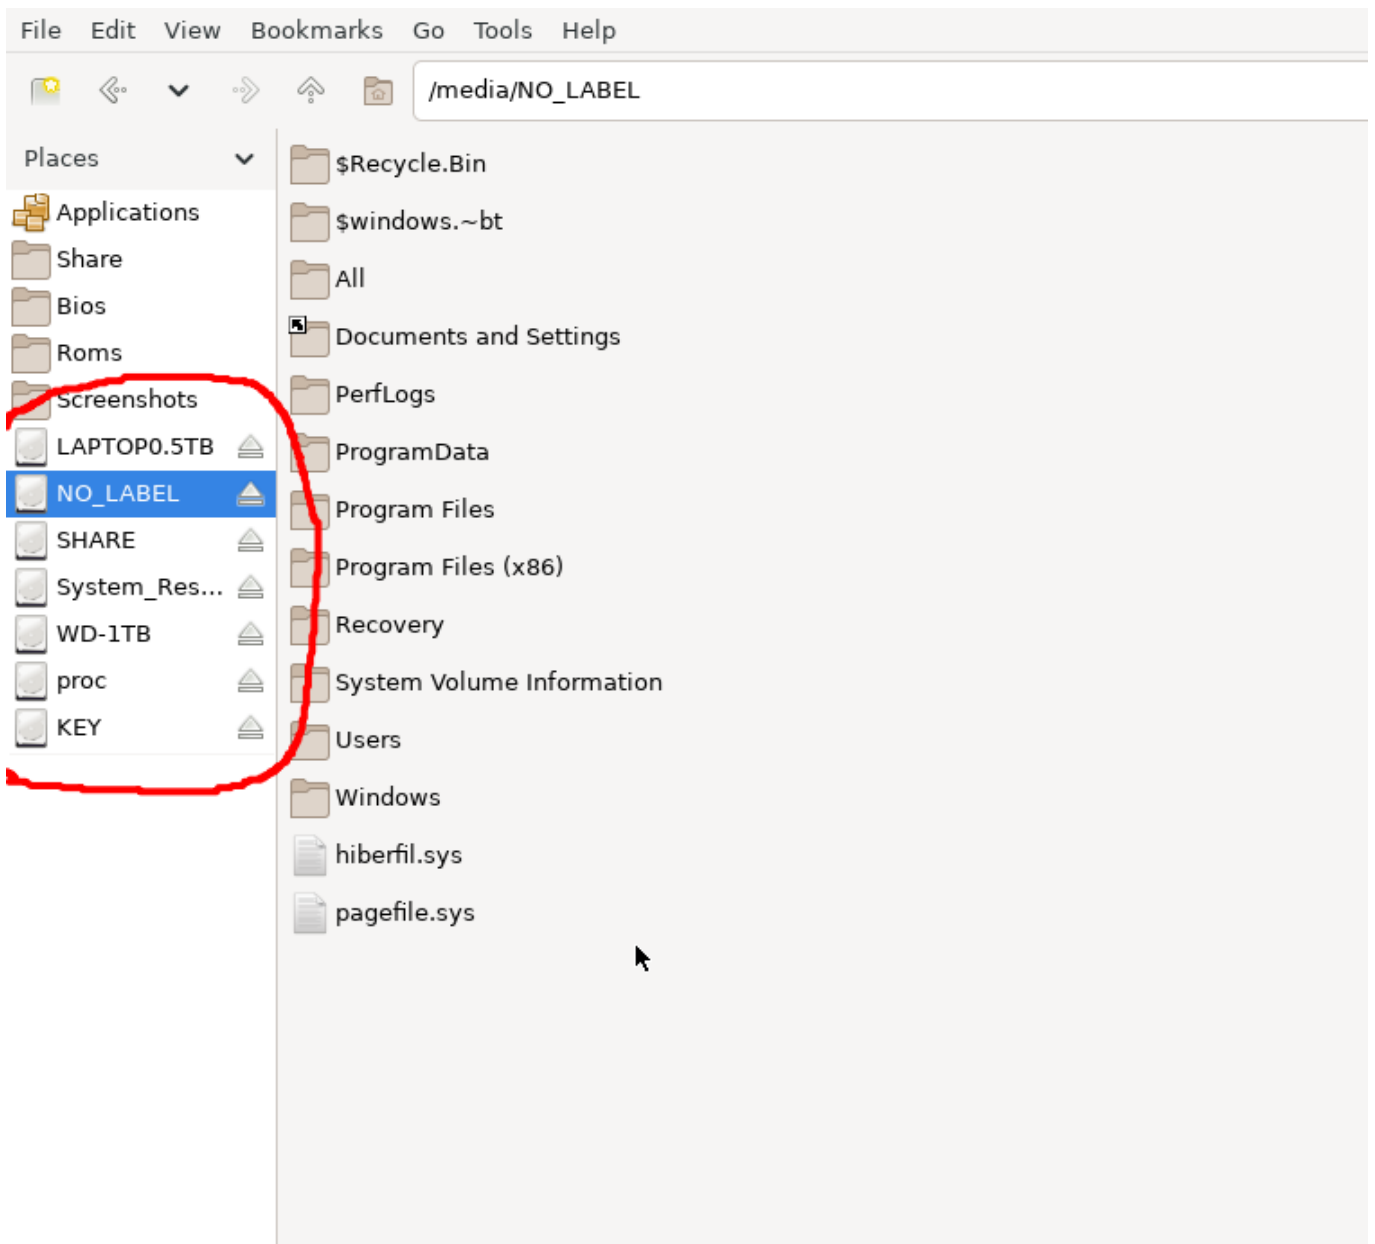 File Edit View Bookmarks Go Tools Help
/media/NO_LABEL
Places
Applications
Share
Bios
Roms
Screenshots
LAPTOP0.5TB
NO_LABEL
SHARE
System_Res...
WD-1TB
proc
KEY
$Recycle.Bin
$windows.~bt
All
Documents and Settings
PerfLogs
ProgramData
Program Files
Program Files (x86)
Recovery
System Volume Information
Users
Windows
hiberfil.sys
pagefile.sys